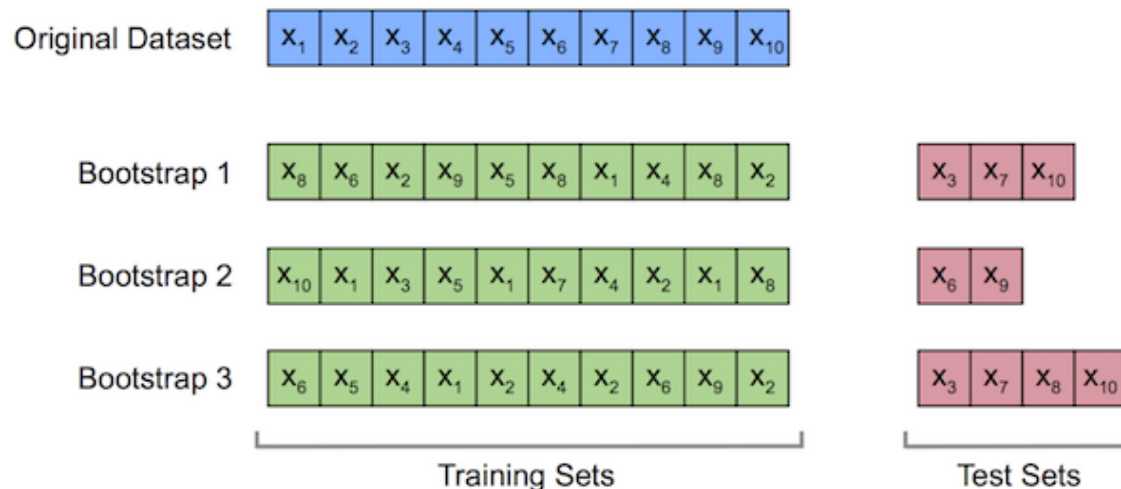 Original Dataset x₁ x₂ x₃ x₄ x₅ x₆ x₇ x₈ x₉ x₁₀
Bootstrap 1 x₈ x₆ x₂ x₉ x₅ x₈ x₁ x₄ x₈ x₂ x₃ x₇ x₁₀
Bootstrap 2 x₁₀ x₁ x₃ x₅ x₁ x₇ x₄ x₂ x₁ x₈ x₆ x₉
Bootstrap 3 x₆ x₅ x₄ x₁ x₂ x₄ x₂ x₆ x₉ x₂ x₃ x₇ x₈ x₁₀
Training Sets Test Sets